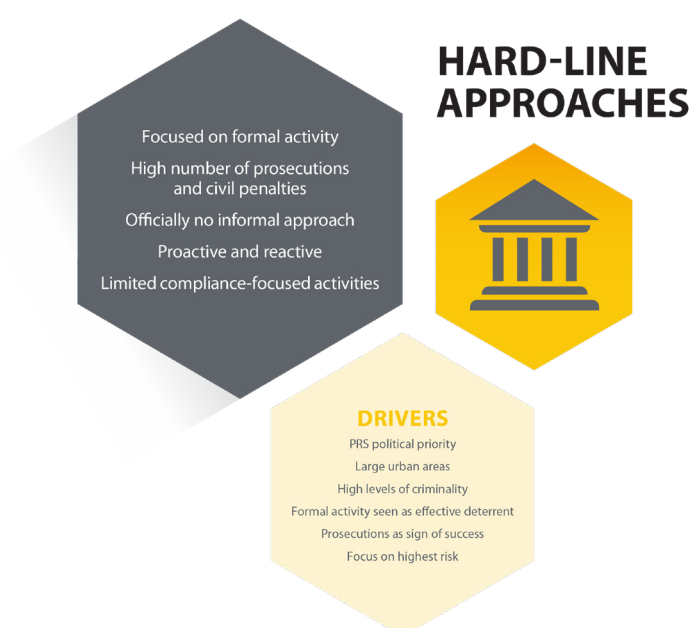 HARD-LINE
APPROACHES
Focused on formal activity
High number of prosecutions
and civil penalties
Officially no informal approach
Proactive and reactive
Limited compliance-focused activities
DRIVERS
PRS political priority
Large urban areas
High levels of criminality
Formal activity seen as effective deterrent
Prosecutions as sign of success
Focus on highest risk